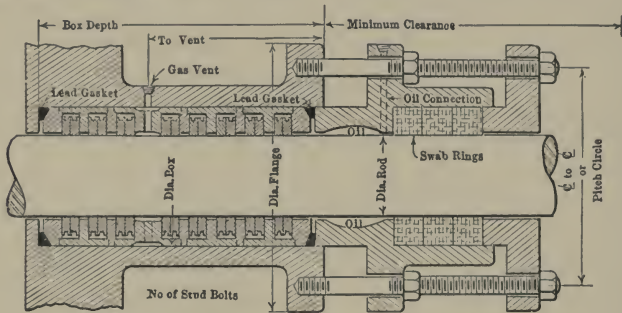 Box Depth
Minimum Clearance
To Vent
Gas Vent
Lead Gasket
Lead Gasket
Oil Connection
Oil
Swab Rings
Dia. Box
Dia. Flange
Dia. Rod
℄ to ℄
or
Pitch Circle
Oil
No of Stud Bolts